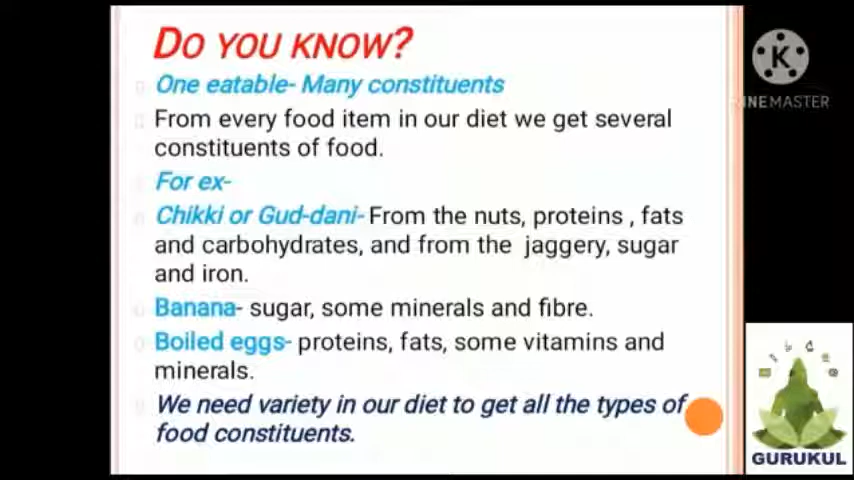 DO YOU KNOW?
One eatable- Many constituents
From every food item in our diet we get several
constituents of food.
For ex-
Chikki or Gud-dani- From the nuts, proteins , fats
and carbohydrates, and from the jaggery, sugar
and iron.
Banana- sugar, some minerals and fibre.
Boiled eggs- proteins, fats, some vitamins and
minerals.
We need variety in our diet to get all the types of
food constituents.
K
INEMASTER
GURUKUL